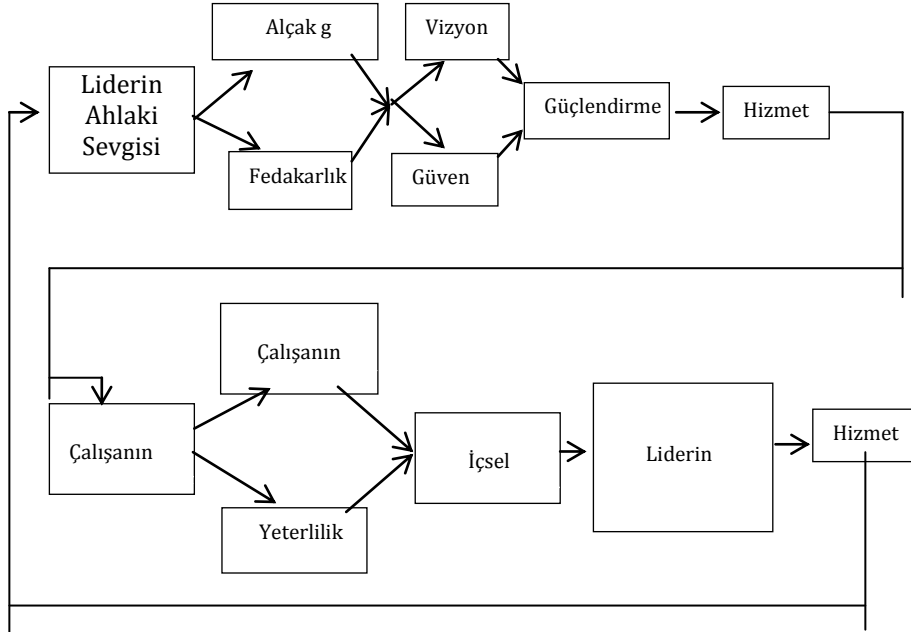 Alçak g
Vizyon
Liderin
Ahlaki
Sevgisi
Güçlendirme
Hizmet
Fedakarlık
Güven
Çalışanın
Çalışanın
İçsel
Liderin
Hizmet
Yeterlilik